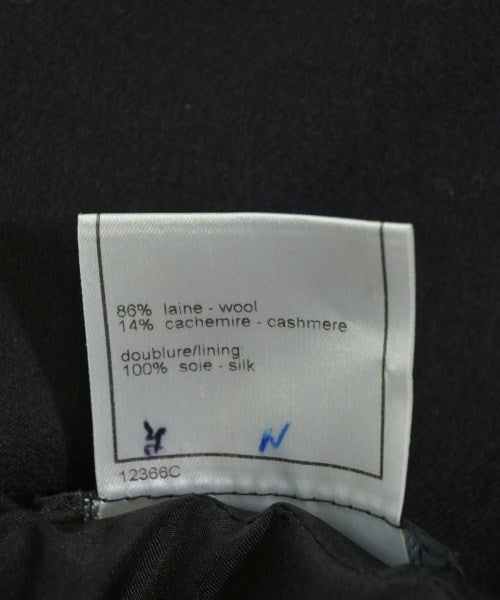 86% laine - wool
14% cachemire - cashmere
doublure/lining
100% soie - silk
12366C